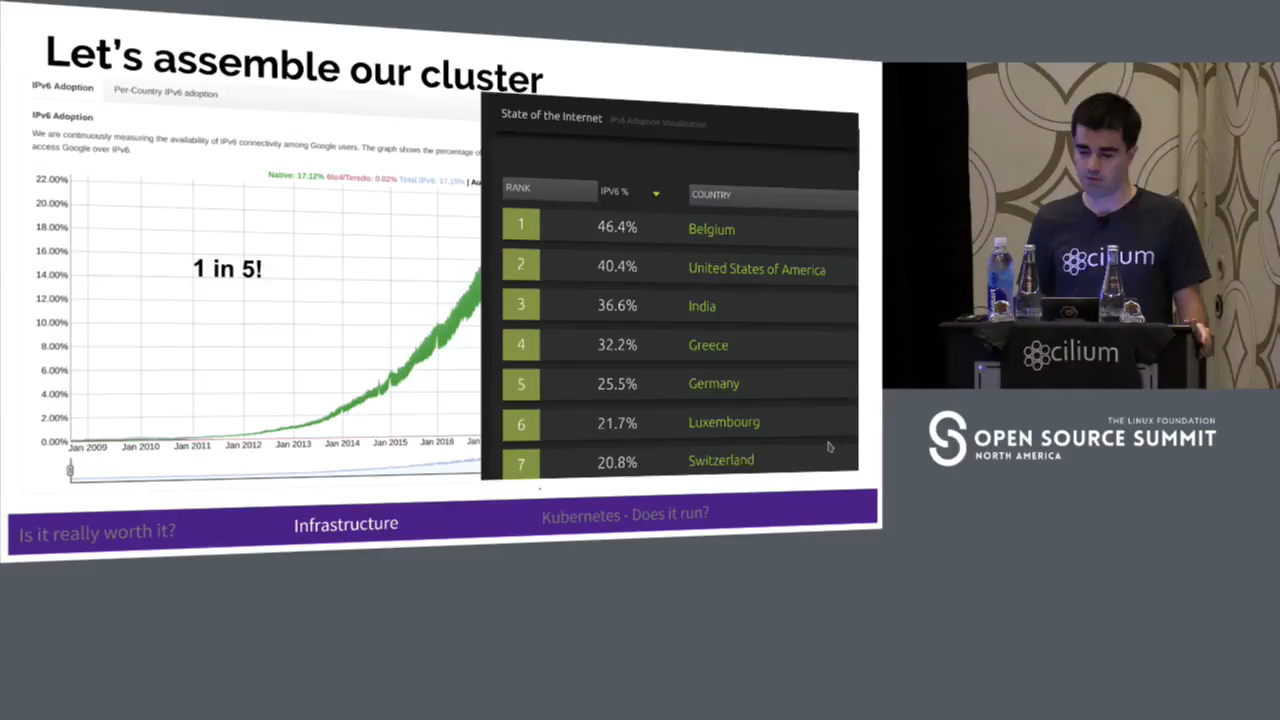 Let's assemble our cluster
IPv6 Adoption
Per-Country IPv6 adoption
IPv6 Adoption
We are continuously measuring the availability of IPv6 connectivity among Google users. The graph shows the percentage of
access Google over IPv6.
Native: 17.12% 6to4/Teredo: 0.02% Total IPv6: 17.15% | Au
22.00%
20.00%
18.00%
16.00%
14.00%
12.00%
10.00%
8.00%
6.00%
4.00%
2.00%
0.00%
1 in 5!
Jan 2009 Jan 2010 Jan 2011 Jan 2012 Jan 2013 Jan 2014 Jan 2015 Jan 2016
State of the Internet IPv6 Adoption Visualization
RANK IPV6 % COUNTRY
1 46.4% Belgium
2 40.4% United States of America
3 36.6% India
4 32.2% Greece
5 25.5% Germany
6 21.7% Luxembourg
7 20.8% Switzerland
Is it really worth it? Infrastructure Kubernetes - Does it run?
cilium
cilium
THE LINUX FOUNDATION
OPEN SOURCE SUMMIT
NORTH AMERICA